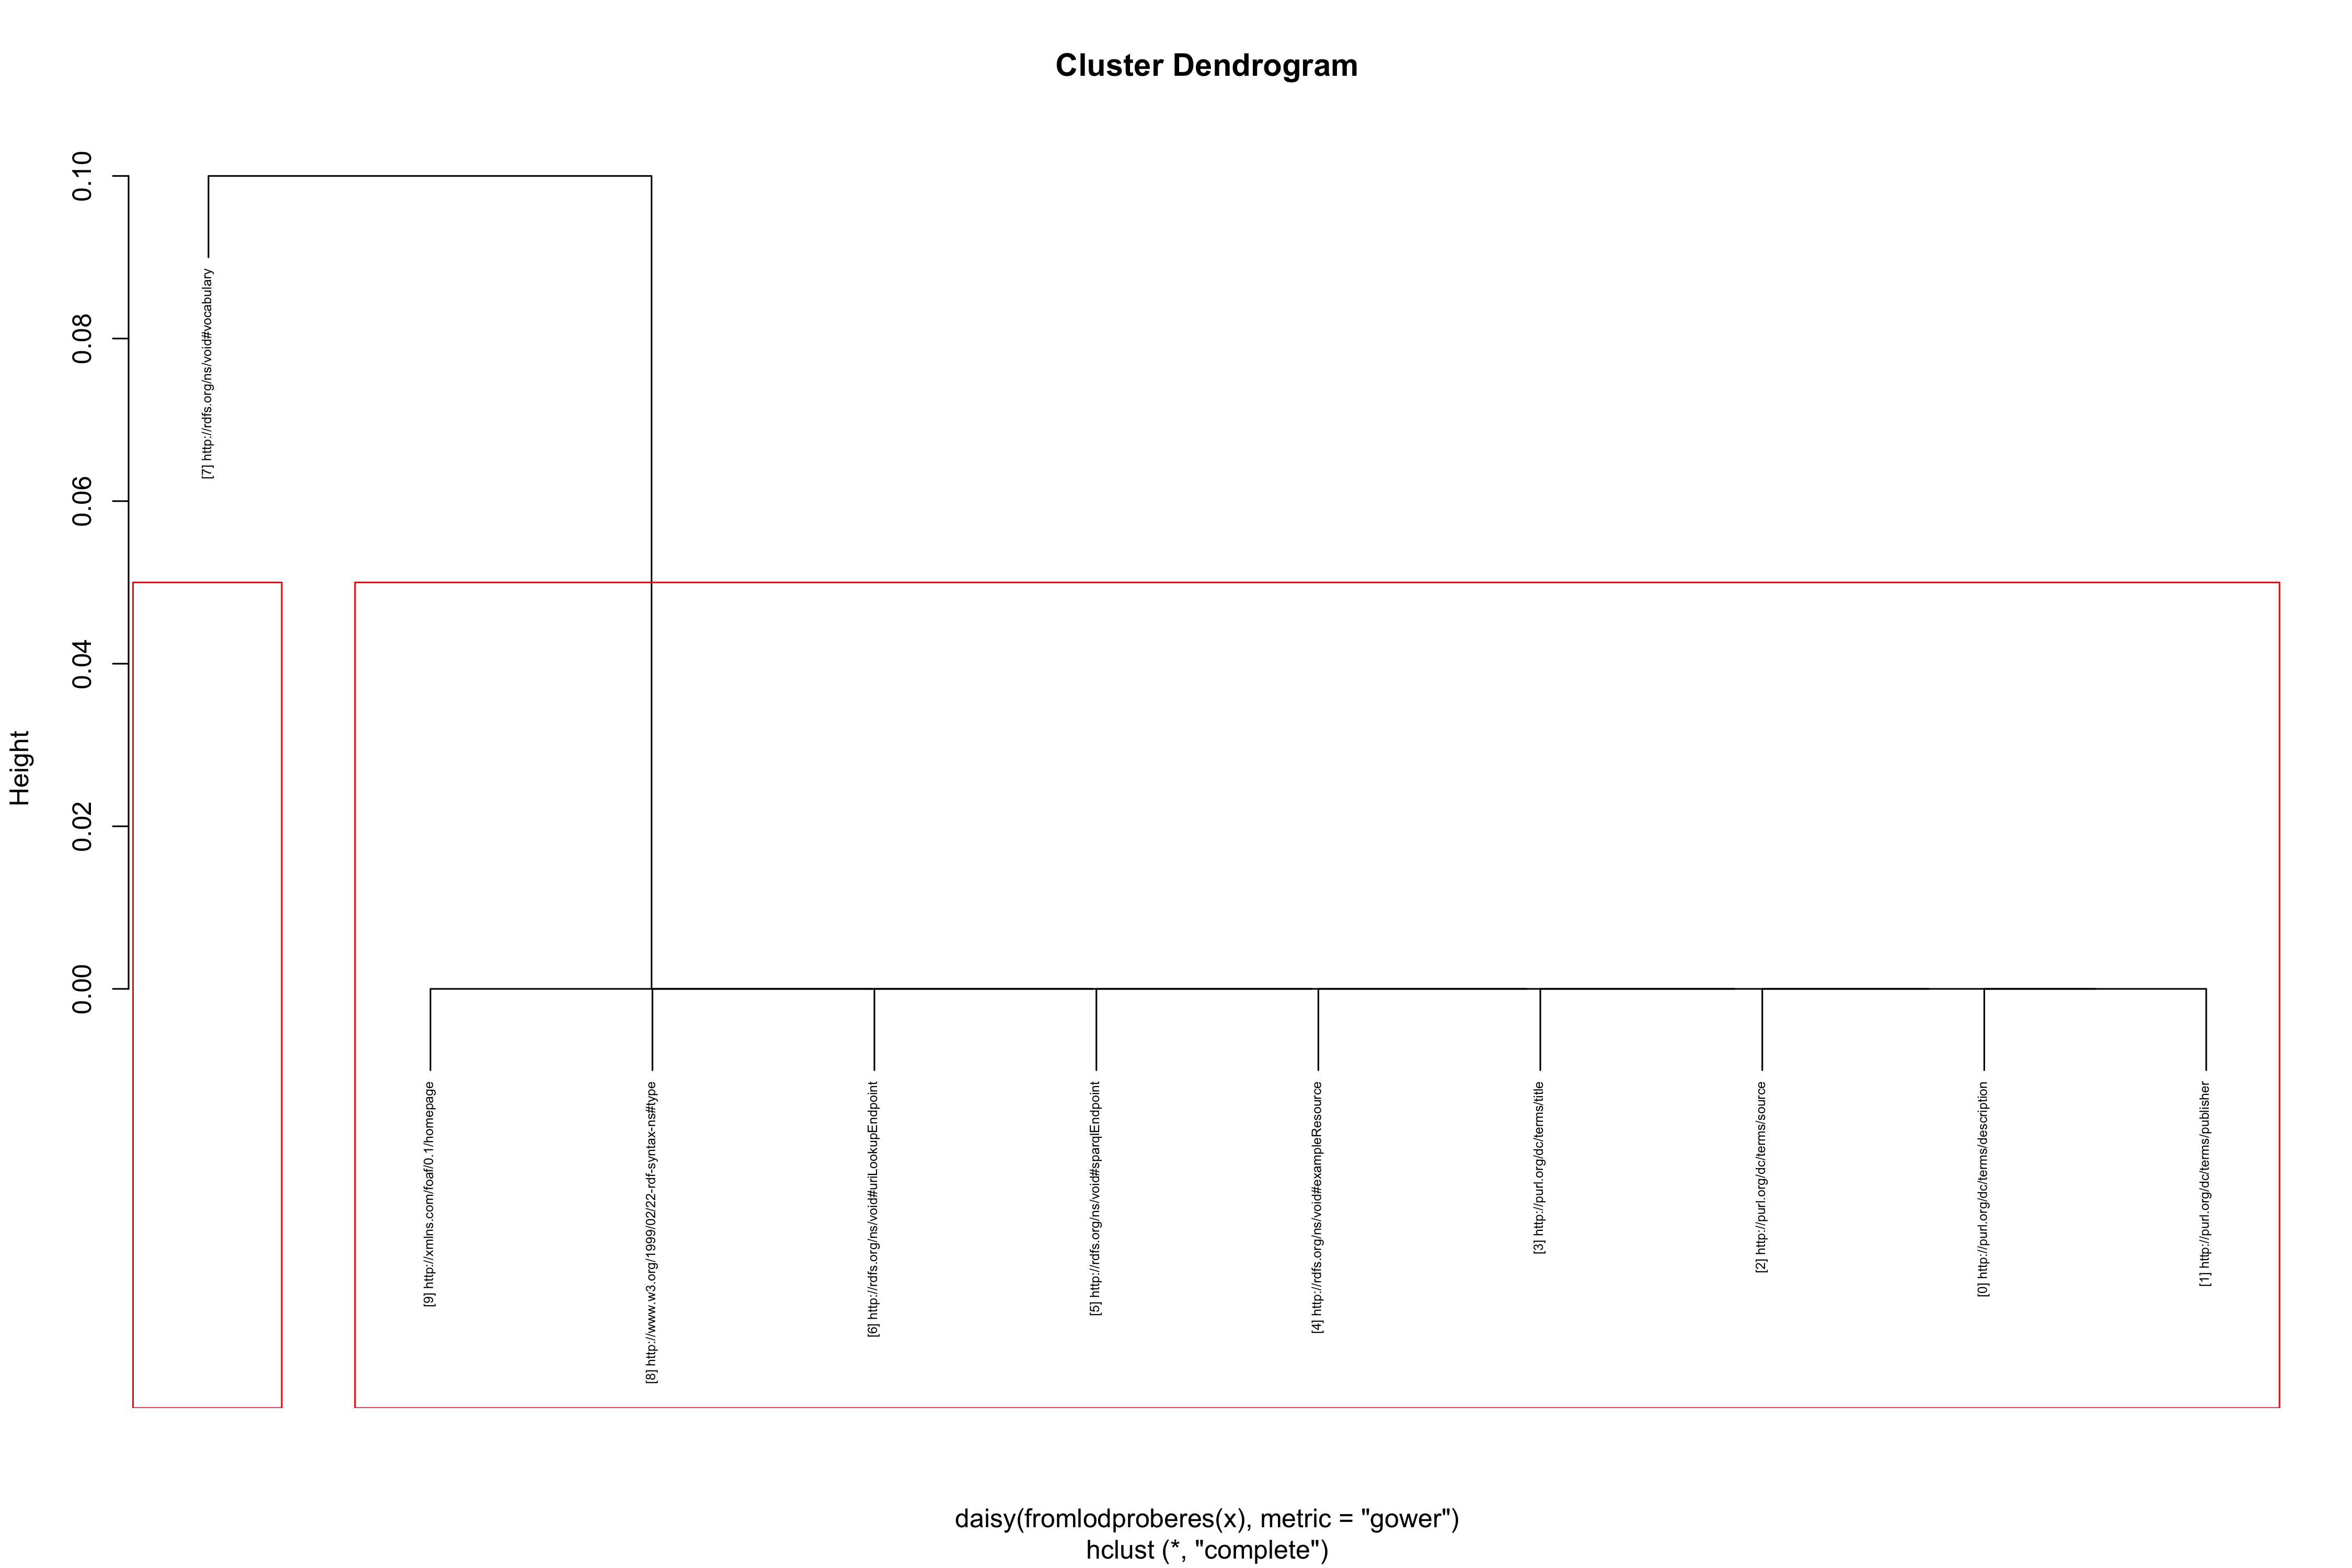 Cluster Dendrogram
Height
0.10
0.08
0.06
0.04
0.02
0.00
[7] http://rdfs.org/ns/void#vocabulary
[9] http://xmlns.com/foaf/0.1/homepage
[8] http://www.w3.org/1999/02/22-rdf-syntax-ns#type
[6] http://rdfs.org/ns/void#uriLookupEndpoint
[5] http://rdfs.org/ns/void#sparqlEndpoint
[4] http://rdfs.org/ns/void#exampleResource
[3] http://purl.org/dc/terms/title
[2] http://purl.org/dc/terms/source
[0] http://purl.org/dc/terms/description
[1] http://purl.org/dc/terms/publisher
daisy(fromlodproberes(x), metric = "gower")
hclust (*, "complete")